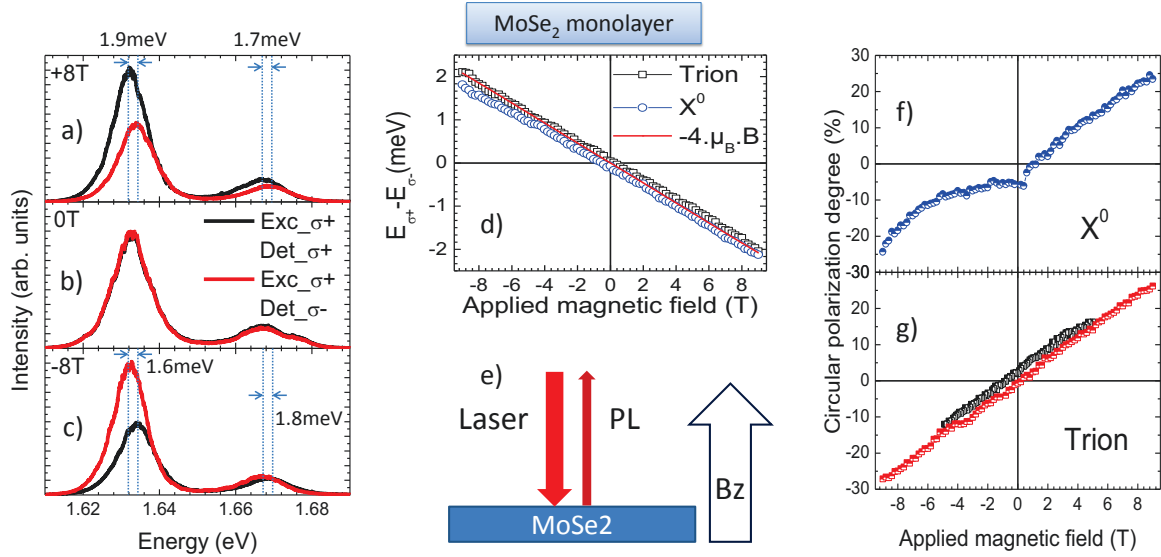 MoSe₂ monolayer
1.9meV
1.7meV
+8T
a)
0T
b)
Exc_σ+
Det_σ+
Exc_σ+
Det_σ-
-8T
1.6meV
1.8meV
c)
1.62 1.64 1.66 1.68
Energy (eV)
Intensity (arb. units)
2
1
0
-1
-2
E_σ+-E_σ-(meV)
Trion
X⁰
-4.μ_B.B
d)
-8 -6 -4 -2 0 2 4 6 8
Applied magnetic field (T)
e)
Laser
PL
Bz
MoSe2
30
20
10
0
-10
-20
-30
f)
X⁰
30
20
10
0
-10
-20
-30
g)
Trion
Circular polarization degree (%)
-8 -6 -4 -2 0 2 4 6 8
Applied magnetic field (T)